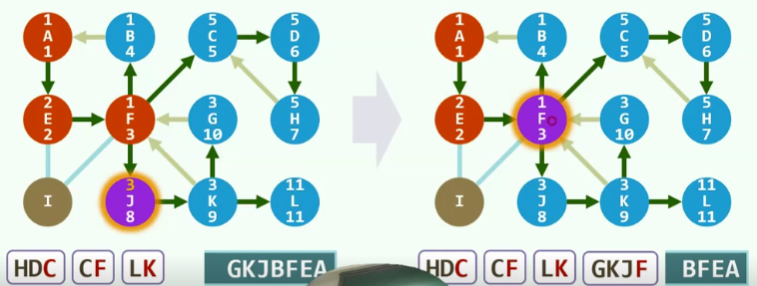 1 A 1
1 B 4
5 C 5
5 D 6
2 E 2
1 F 3
3 G 10
5 H 7
I
3 J 8
3 K 9
11 L 11
HDC CF LK GKJBFEA
1 A 1
1 B 4
5 C 5
5 D 6
2 E 2
1 F 3
3 G 10
5 H 7
I
3 J 8
3 K 9
11 L 11
HDC CF LK GKJF BFEA